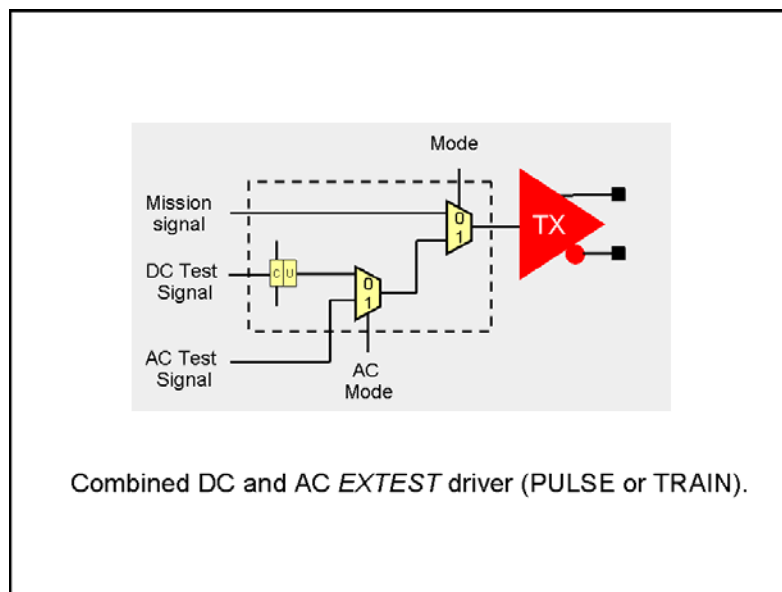 Mode
Mission
signal
0
1
TX
DC Test
Signal
C U
0
1
AC Test
Signal
AC
Mode
Combined DC and AC EXTEST driver (PULSE or TRAIN).